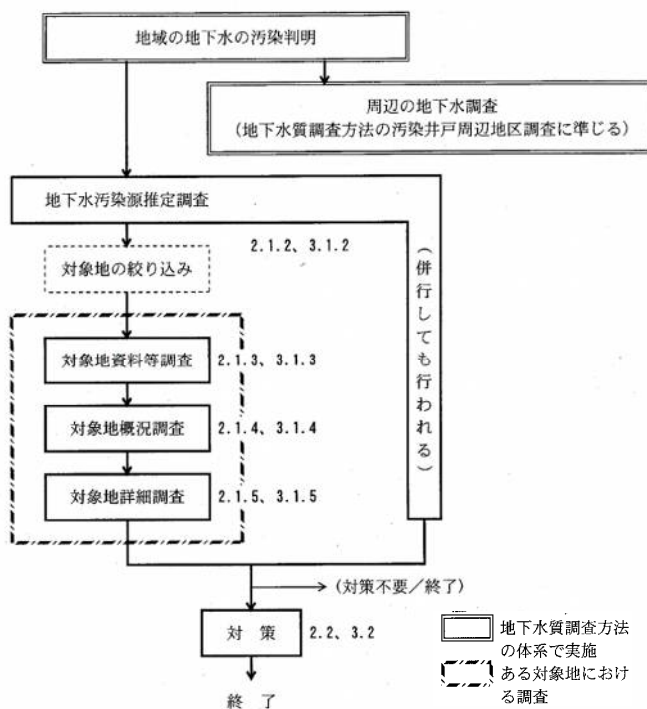 地域の地下水の汚染判明
周辺の地下水調査
(地下水質調査方法の汚染井戸周辺地区調査に準じる)
地下水汚染源推定調査
2.1.2、3.1.2
対象地の絞り込み
(併行しても行われる)
対象地資料等調査
2.1.3、3.1.3
対象地概況調査
2.1.4、3.1.4
対象地詳細調査
2.1.5、3.1.5
(対策不要/終了)
対 策
2.2、3.2
終 了
地下水質調査方法
の体系で実施
ある対象地におけ
る調査